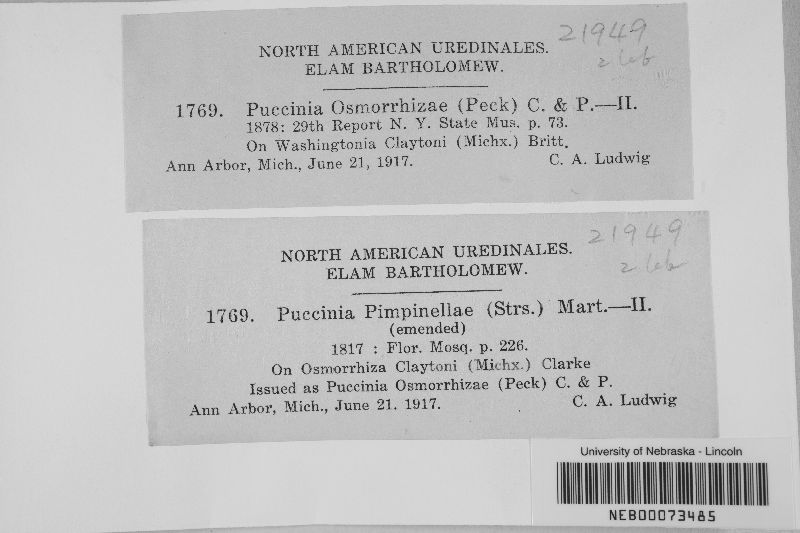 21949
2 lab
NORTH AMERICAN UREDINALES.
ELAM BARTHOLOMEW.
1769. Puccinia Osmorrhizae (Peck) C. & P.—II.
1878: 29th Report N. Y. State Mus. p. 73.
On Washingtonia Claytoni (Michx.) Britt.
Ann Arbor, Mich., June 21, 1917. C. A. Ludwig
21949
2 lab
NORTH AMERICAN UREDINALES.
ELAM BARTHOLOMEW.
1769. Puccinia Pimpinellae (Strs.) Mart.—II.
(emended)
1817 : Flor. Mosq. p. 226.
On Osmorrhiza Claytoni (Michx.) Clarke
Issued as Puccinia Osmorrhizae (Peck) C. & P.
Ann Arbor, Mich., June 21. 1917. C. A. Ludwig
University of Nebraska - Lincoln
NEB00073485